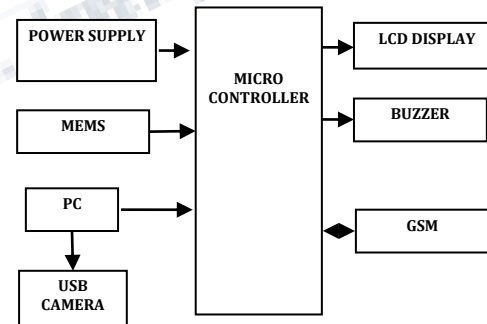 POWER SUPPLY
MEMS
PC
USB
CAMERA
MICRO
CONTROLLER
LCD DISPLAY
BUZZER
GSM